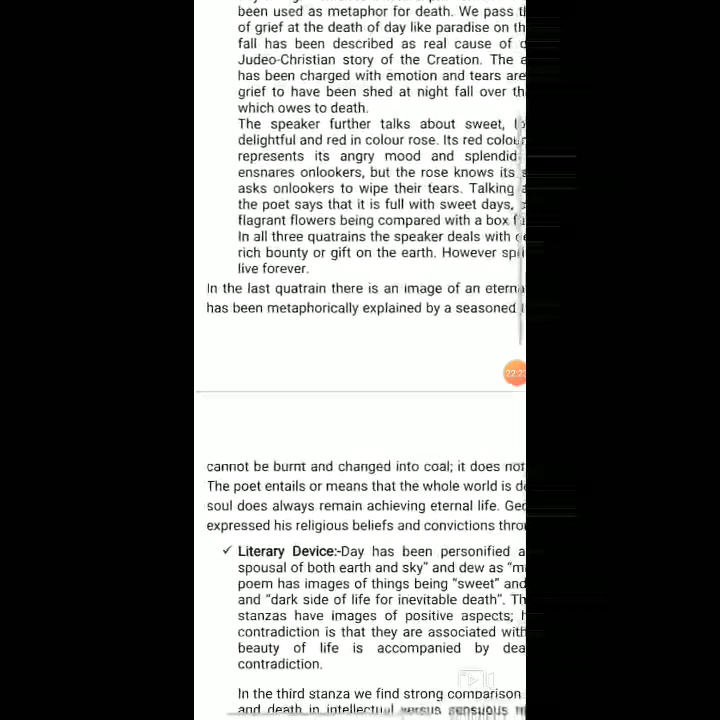 been used as metaphor for death. We pass
of grief at the death of day like paradise on
fall has been described as real cause of
Judeo-Christian story of the Creation. The
has been charged with emotion and tears are
grief to have been shed at night fall over
which owes to death.
The speaker further talks about sweet,
delightful and red in colour rose. Its red
represents its angry mood and
ensnares onlookers, but the rose knows its
asks onlookers to wipe their tears. Talking
the poet says that it is full with sweet days,
flagrant flowers being compared with a box
In all three quatrains the speaker deals with
rich bounty or gift on the earth. However
live forever.
In the last quatrain there is an image of an
has been metaphorically explained by a seasoned
22:23
cannot be burnt and changed into coal; it does not
The poet entails or means that the whole world is
soul does always remain achieving eternal life.
expressed his religious beliefs and convictions
✓ Literary Device:-Day has been personified
spousal of both earth and sky” and dew as
poem has images of things being “sweet” and
and “dark side of life for inevitable death”.
stanzas have images of positive aspects;
contradiction is that they are associated with
beauty of life is accompanied by
contradiction.
In the third stanza we find strong comparison
and death in intellectual versus sensuous